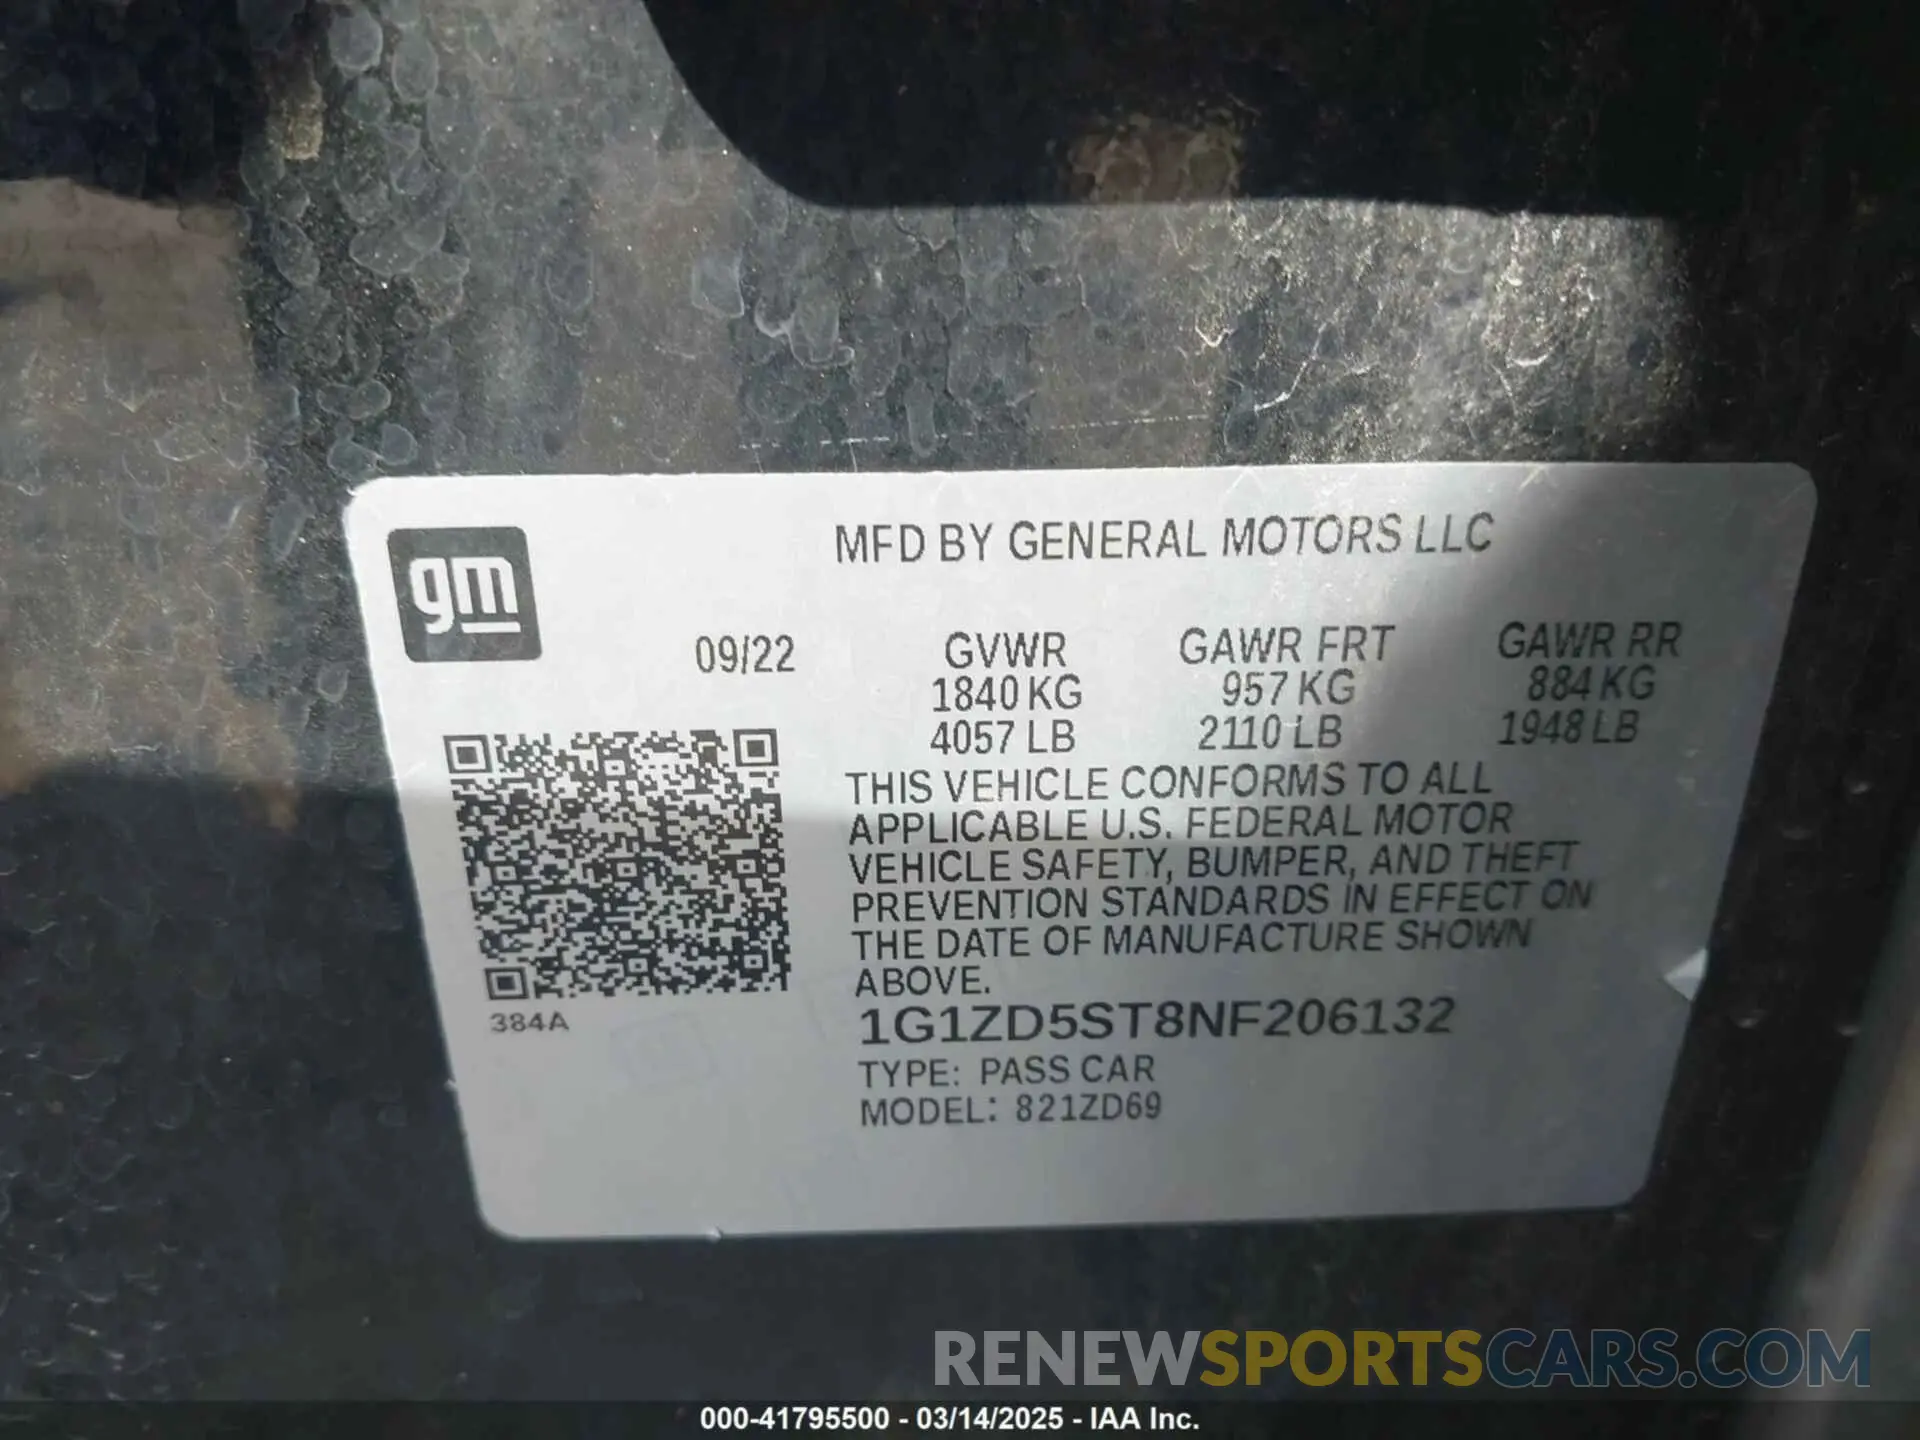 gm
MFD BY GENERAL MOTORS LLC
09/22
GVWR GAWR FRT GAWR RR
1840 KG 957 KG 884 KG
4057 LB 2110 LB 1948 LB
THIS VEHICLE CONFORMS TO ALL
APPLICABLE U.S. FEDERAL MOTOR
VEHICLE SAFETY, BUMPER, AND THEFT
PREVENTION STANDARDS IN EFFECT ON
THE DATE OF MANUFACTURE SHOWN
ABOVE.
384A
1G1ZD5ST8NF206132
TYPE: PASS CAR
MODEL: 821ZD69
RENEWSPORTSCARS.COM
000-41795500 - 03/14/2025 - IAA Inc.